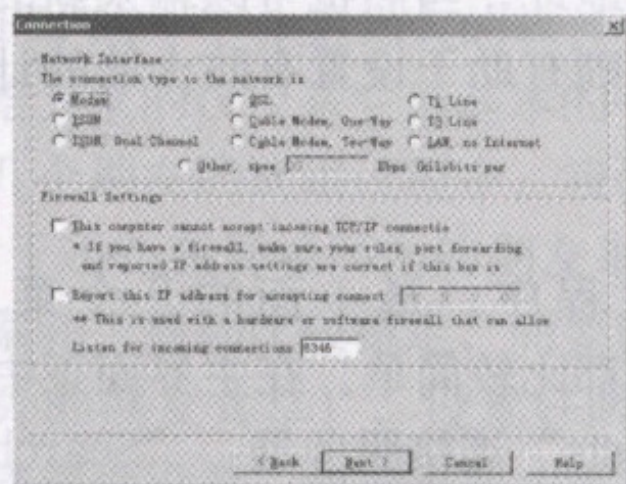 Connection
Network Interface
The connection type to the network is
Modem DSL T1 Line
ISDN Cable Modem, One-Way T3 Line
ISDN, Dual Channel Cable Modem, Two-Way LAN, no Internet
Other, spee Kbps (kilobits per
Firewall Settings
This computer cannot accept incoming TCP/IP connectio
* If you have a firewall, make sure your rules, port forwarding
and reported IP address settings are correct if this box is
Report this IP address for accepting connect
** This is used with a hardware or software firewall that can allow
Listen for incoming connections 6346
< Back Next > Cancel Help